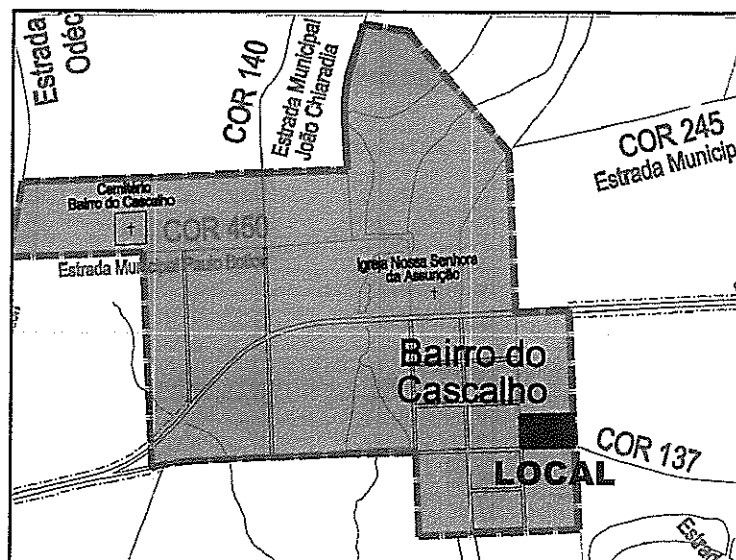 Estrada
Odéc
COR 140
Estrada Municipal
João Chiaradia
COR 245
Estrada Municip
Cemitério
Bairro do Cascalho
COR 450
Estrada Municipal Paulo
Igreja Nossa Senhora
da Assunção
Bairro do
Cascalho
COR 137
LOCAL
Estrad